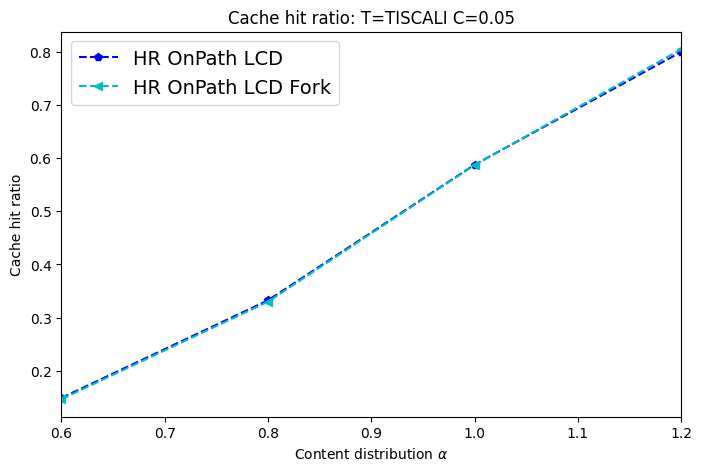 Cache hit ratio: T=TISCALI C=0.05
HR OnPath LCD
HR OnPath LCD Fork
Cache hit ratio
0.8
0.7
0.6
0.5
0.4
0.3
0.2
0.6
0.7
0.8
0.9
1.0
1.1
1.2
Content distribution α